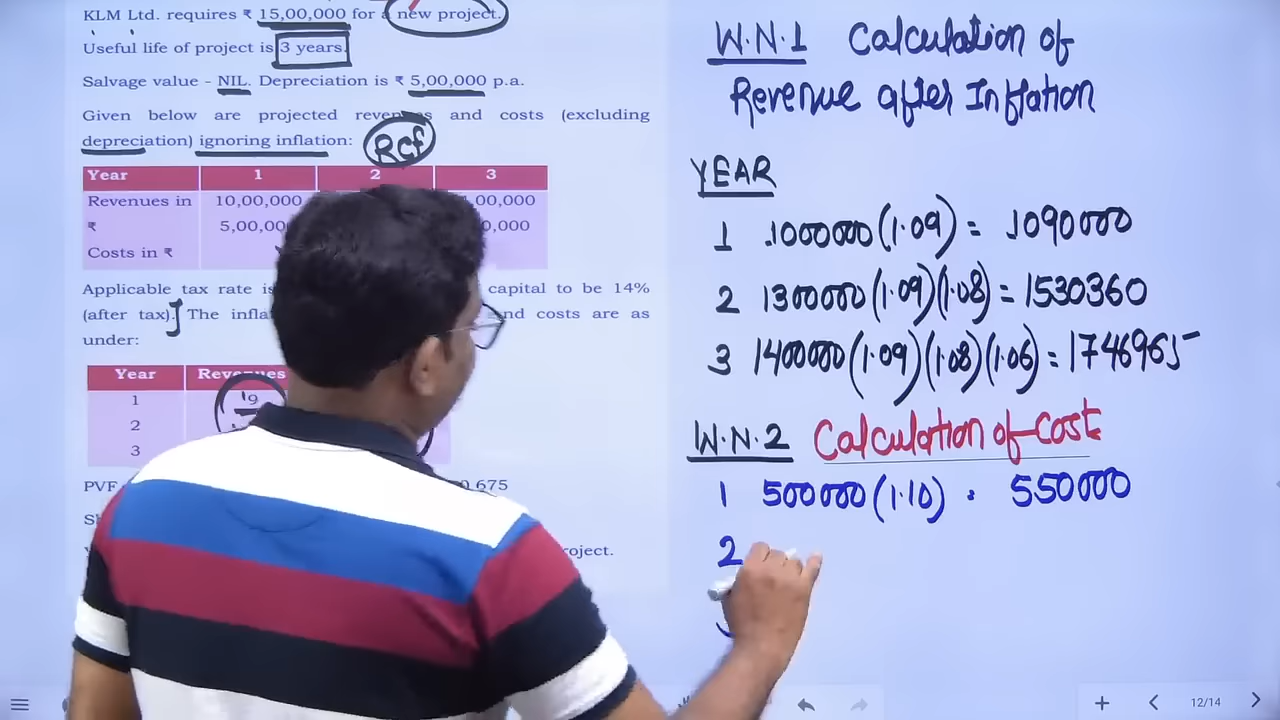 KLM Ltd. requires ₹ 15,00,000 for a new project.
Useful life of project is 3 years.
Salvage value - NIL. Depreciation is ₹ 5,00,000 p.a.
Given below are projected revenues and costs (excluding
depreciation) ignoring inflation:
RCf
Year 1 2 3
Revenues in 10,00,000 00,000
₹ 5,00,00 0,000
Costs in ₹
Applicable tax rate is capital to be 14%
(after tax). The infla nd costs are as
under:
Year Revenues
1 9
2
3
PVF 0.675
roject.
W.N.1 Calculation of
Revenue after Inflation
YEAR
1 1000000(1.09) = 1090000
2 1300000(1.09)(1.08) = 1530360
3 1400000(1.09)(1.08)(1.06) = 1746965
W.N.2 Calculation of Cost
1 500000(1.10) = 550000
2
12/14